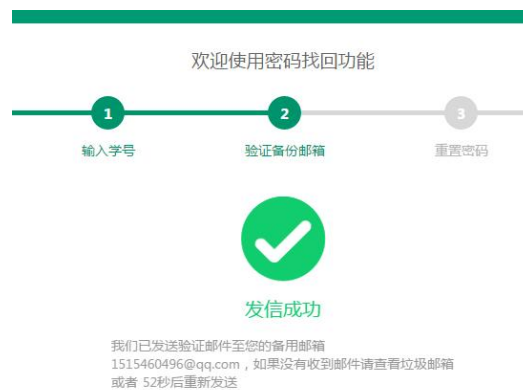 欢迎使用密码找回功能
1
2
3
输入学号
验证备份邮箱
重置密码
发信成功
我们已发送验证邮件至您的备用邮箱
1515460496@qq.com，如果没有收到邮件请查看垃圾邮箱
或者 52秒后重新发送